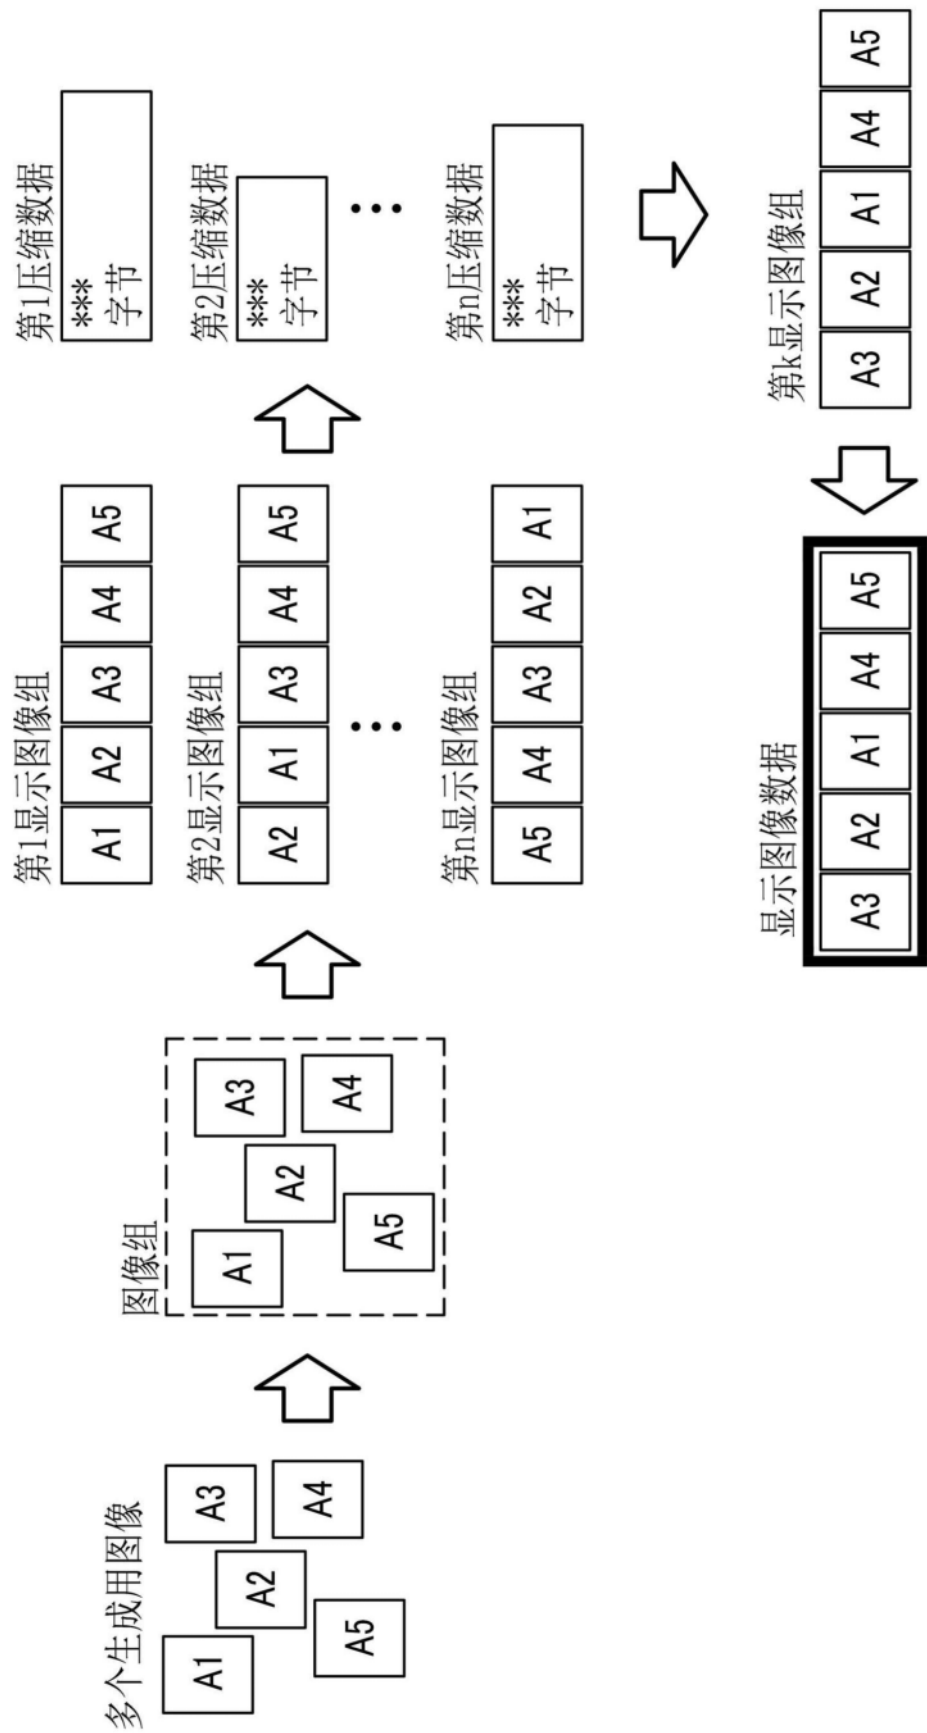 多个生成用图像
A1
A2
A3
A4
A5
图像组
A1
A2
A3
A4
A5
第1显示图像组
A1 A2 A3 A4 A5
第2显示图像组
A2 A1 A3 A4 A5
•••
第n显示图像组
A5 A4 A3 A2 A1
第1压缩数据
***
字节
第2压缩数据
***
字节
•••
第n压缩数据
***
字节
第k显示图像组
A3 A2 A1 A4 A5
显示图像数据
A3 A2 A1 A4 A5